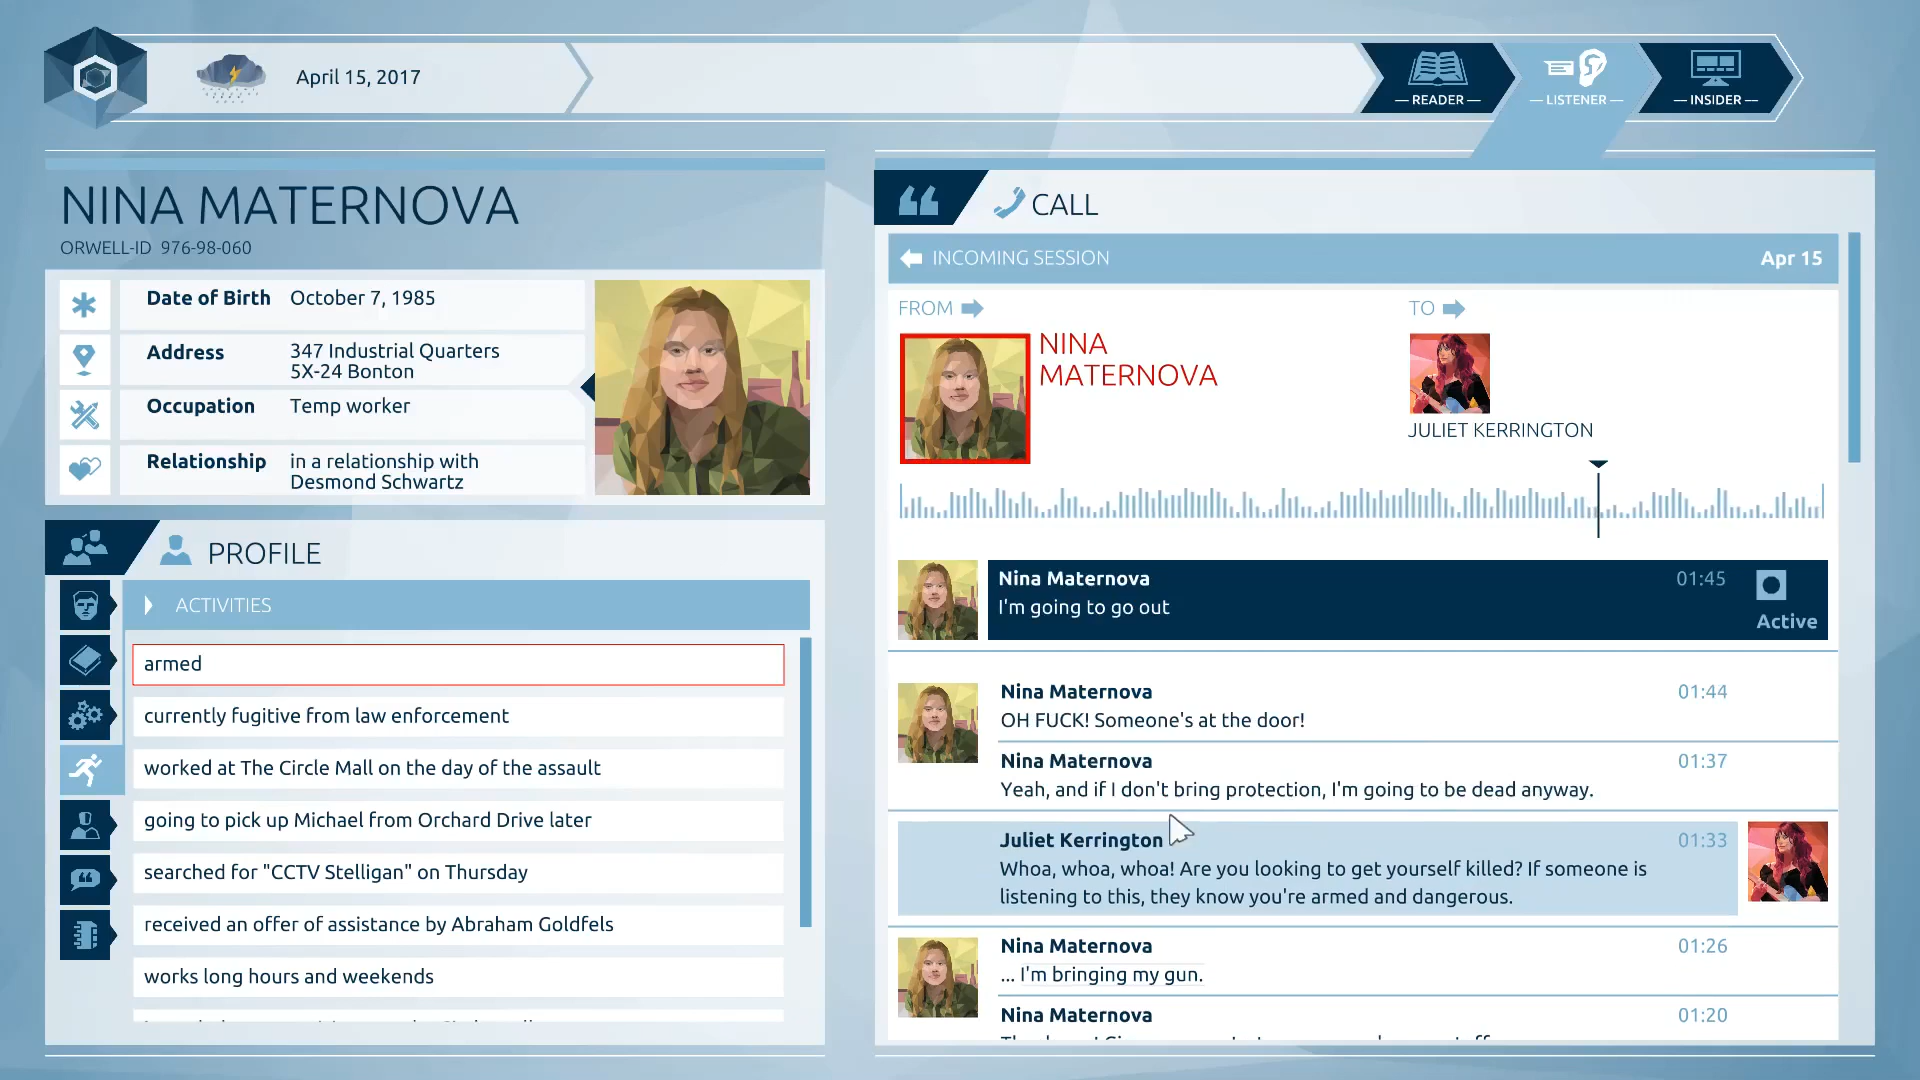 April 15, 2017
— READER —
— LISTENER —
— INSIDER —
NINA MATERNOVA
ORWELL-ID 976-98-060
Date of Birth October 7, 1985
Address 347 Industrial Quarters
5X-24 Bonton
Occupation Temp worker
Relationship in a relationship with
Desmond Schwartz
PROFILE
ACTIVITIES
armed
currently fugitive from law enforcement
worked at The Circle Mall on the day of the assault
going to pick up Michael from Orchard Drive later
searched for "CCTV Stelligan" on Thursday
received an offer of assistance by Abraham Goldfels
works long hours and weekends
CALL
INCOMING SESSION Apr 15
FROM
NINA
MATERNOVA
TO
JULIET KERRINGTON
Nina Maternova 01:45
I'm going to go out
Active
Nina Maternova 01:44
OH FUCK! Someone's at the door!
Nina Maternova 01:37
Yeah, and if I don't bring protection, I'm going to be dead anyway.
Juliet Kerrington 01:33
Whoa, whoa, whoa! Are you looking to get yourself killed? If someone is
listening to this, they know you're armed and dangerous.
Nina Maternova 01:26
... I'm bringing my gun.
Nina Maternova 01:20